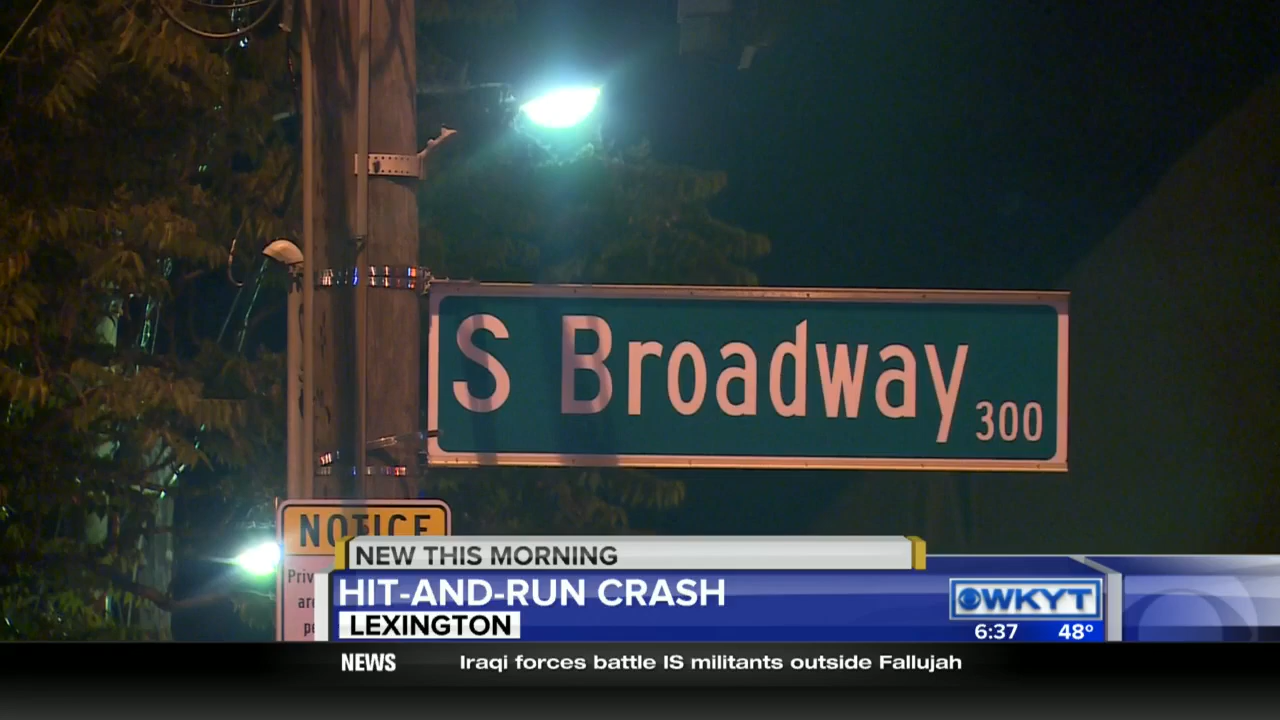 S Broadway 300
NOTICE
NEW THIS MORNING
HIT-AND-RUN CRASH
LEXINGTON
WKYT
6:37 48°
NEWS Iraqi forces battle IS militants outside Fallujah